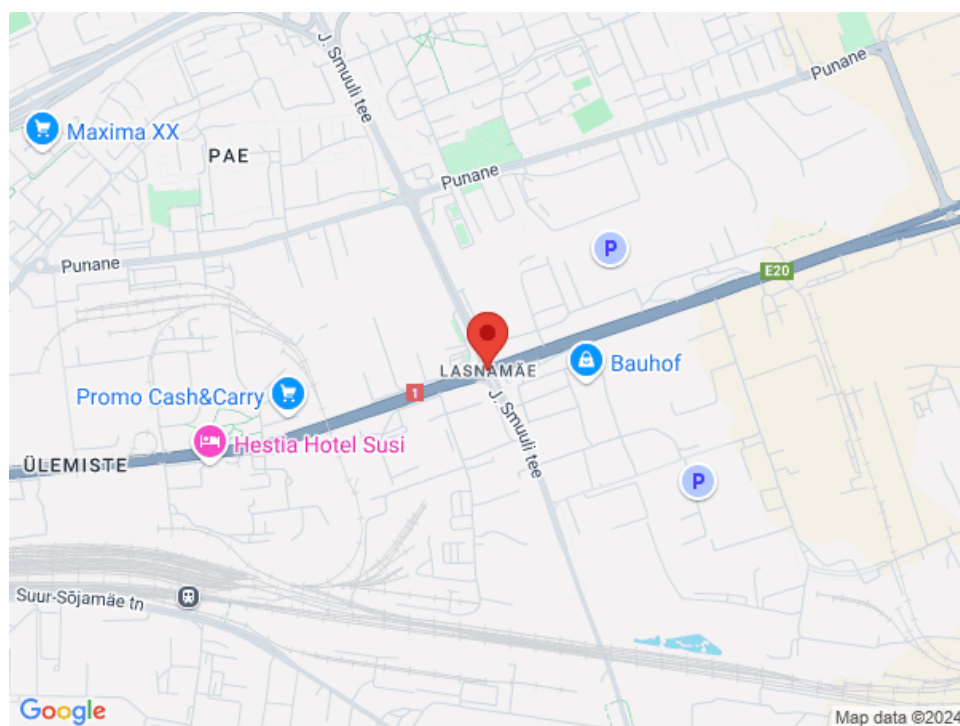 J. Smuuli tee
Punane
Maxima XX
PAE
Punane
P
Punane
E20
LASNAMÄE
Bauhof
1
Promo Cash&Carry
J. Smuuli tee
Hestia Hotel Susi
ÜLEMISTE
P
Suur-Sõjamäe tn
Google
Map data ©2024